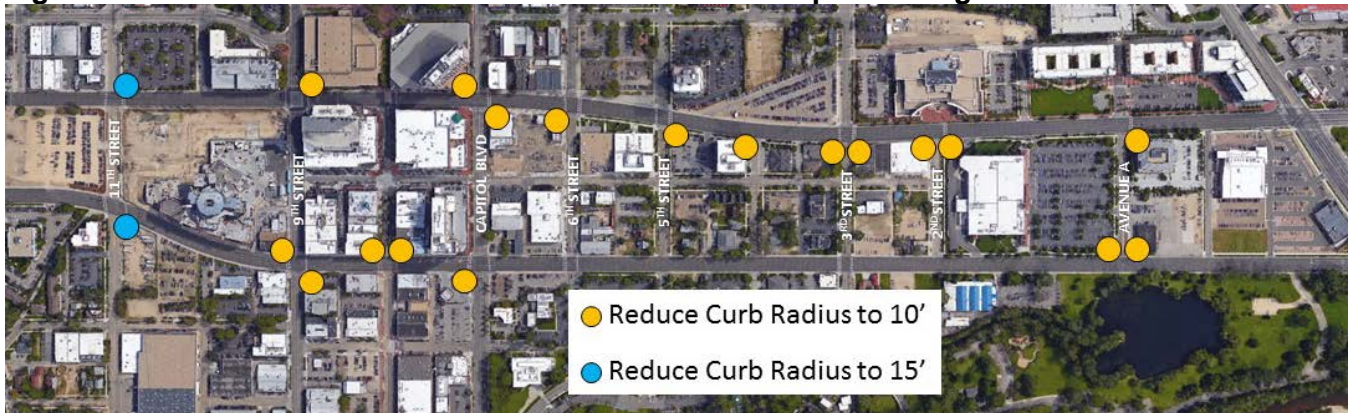 11TH STREET
9TH STREET
CAPITOL BLVD
6TH STREET
5TH STREET
3RD STREET
2ND STREET
AVENUE A
Reduce Curb Radius to 10’
Reduce Curb Radius to 15’